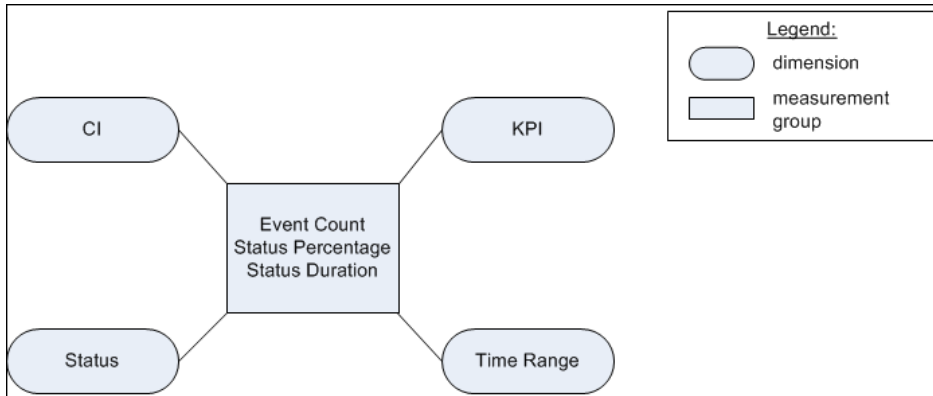 Legend:
dimension
measurement
group
CI
KPI
Event Count
Status Percentage
Status Duration
Status
Time Range